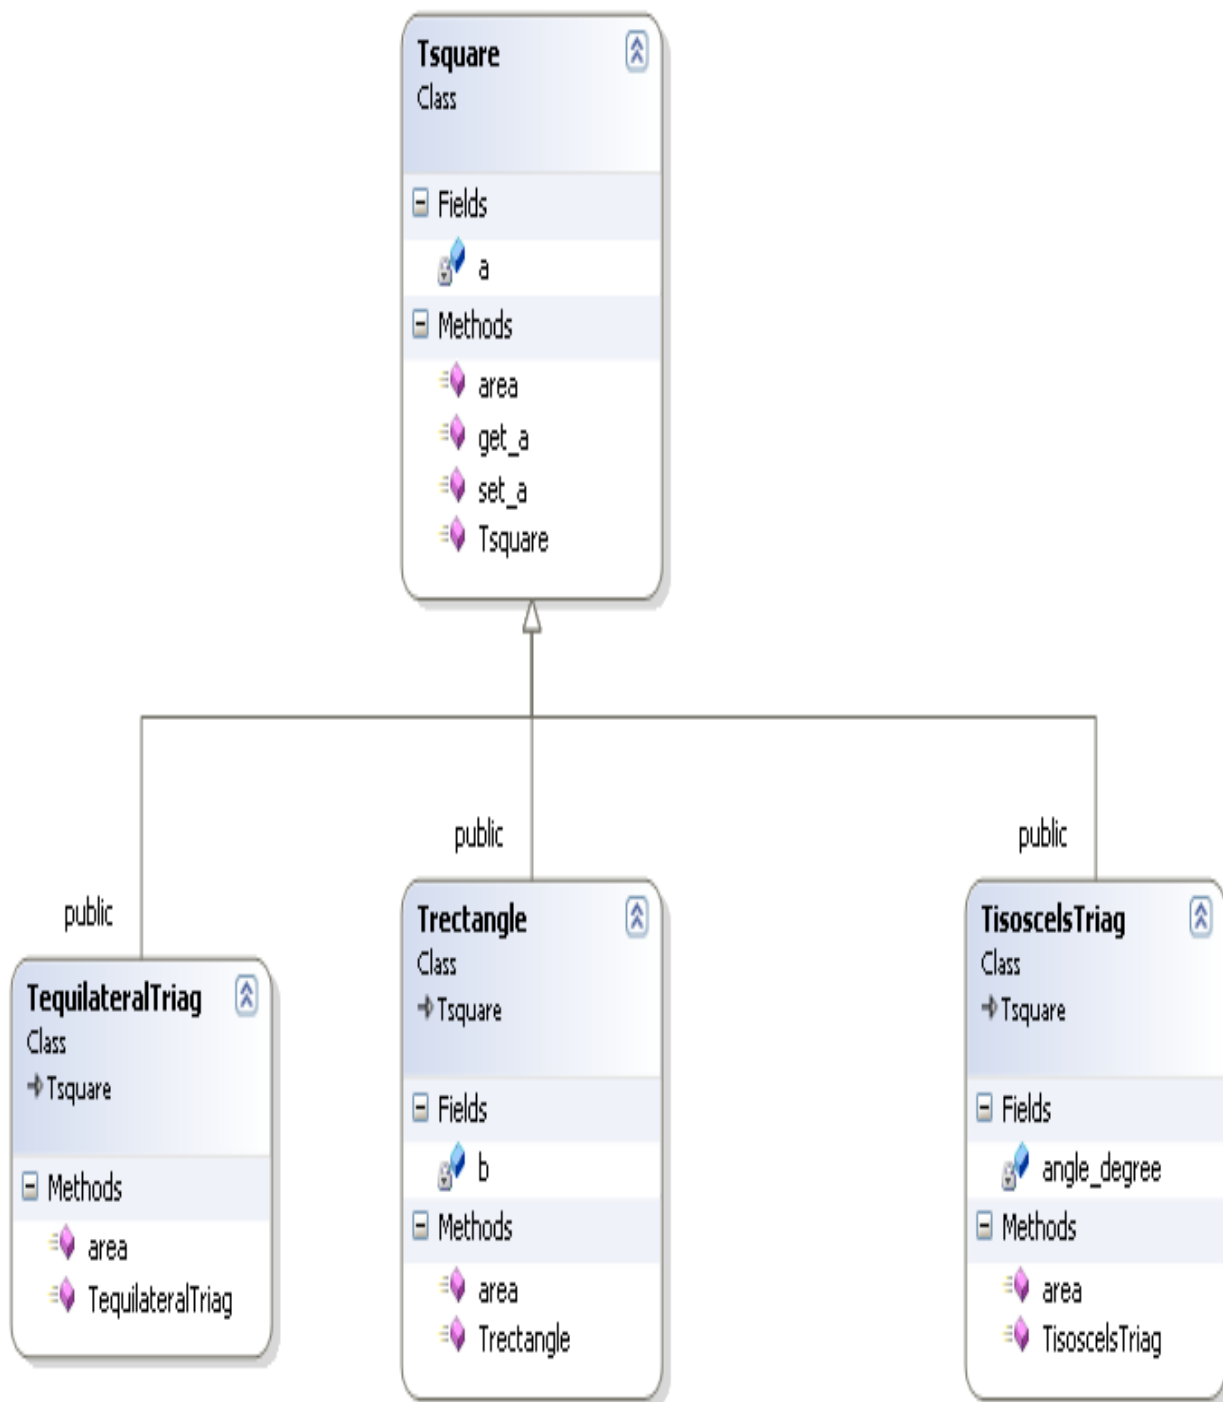 Tsquare
Class
Fields
a
Methods
area
get_a
set_a
Tsquare
public
TequilateralTriag
Class
Tsquare
Methods
area
TequilateralTriag
public
Trectangle
Class
Tsquare
Fields
b
Methods
area
Trectangle
public
TisoscelsTriag
Class
Tsquare
Fields
angle_degree
Methods
area
TisoscelsTriag